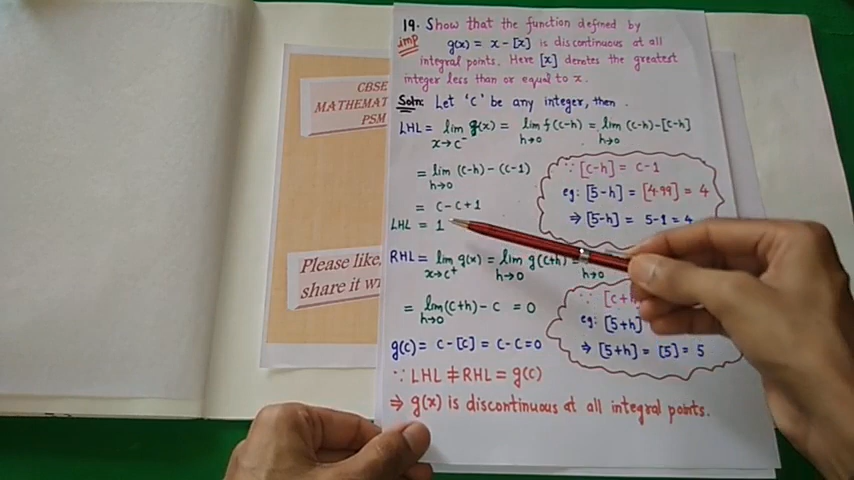 CBSE
MATHEMAT
PSM
Please like,
share it wi
19. Show that the function defined by
imp
g(x) = x - [x] is discontinuous at all
integral points. Here [x] denotes the greatest
integer less than or equal to x.
Soln: Let 'c' be any integer, then
LHL = lim x→c⁻ g(x) = lim h→0 f(c-h) = lim h→0 (c-h)-[c-h]
= lim h→0 (c-h) - (c-1)
= c - c + 1
LHL = 1
∵ [c-h] = c-1
eg: [5-h] = [4.99] = 4
⇒ [5-h] = 5-1 = 4
RHL = lim x→c⁺ g(x) = lim h→0 g(c+h) = h→0
= lim h→0 (c+h) - c = 0
∵ [c+h
eg: [5+h]
⇒ [5+h] = [5] = 5
g(c) = c-[c] = c-c=0
∵ LHL ≠ RHL = g(c)
⇒ g(x) is discontinuous at all integral points.